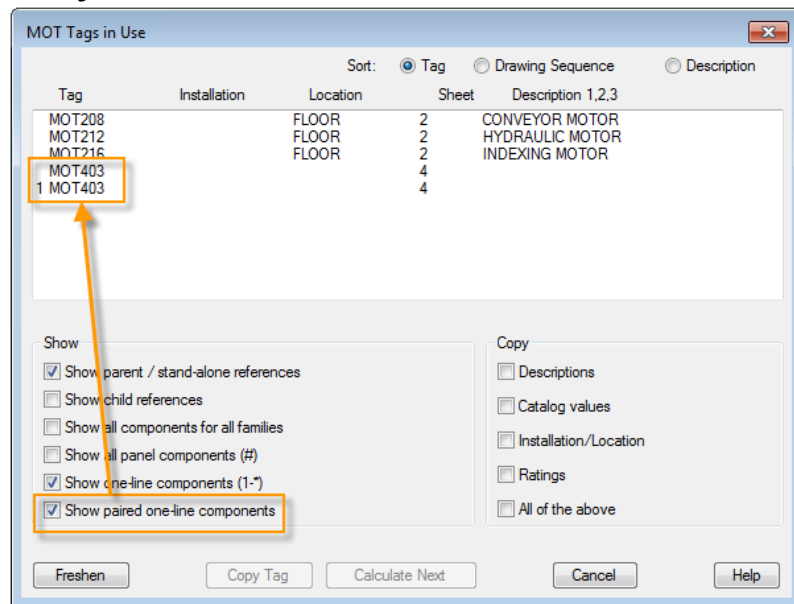 MOT Tags in Use
Sort: Tag Drawing Sequence Description
Tag Installation Location Sheet Description 1,2,3
MOT208 FLOOR 2 CONVEYOR MOTOR
MOT212 FLOOR 2 HYDRAULIC MOTOR
MOT216 FLOOR 2 INDEXING MOTOR
MOT403 4
1 MOT403 4
Show
Show parent / stand-alone references
Show child references
Show all components for all families
Show all panel components (#)
Show one-line components (1-*)
Show paired one-line components
Copy
Descriptions
Catalog values
Installation/Location
Ratings
All of the above
Freshen Copy Tag Calculate Next Cancel Help